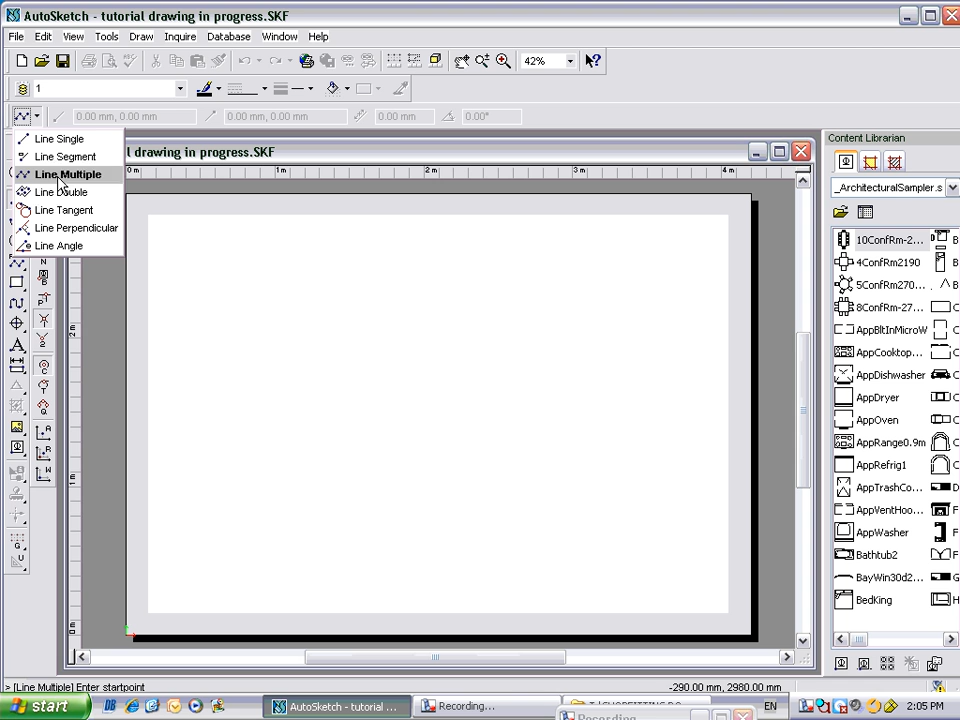 AutoSketch - tutorial drawing in progress.SKF
File Edit View Tools Draw Inquire Database Window Help
42%
1
0.00 mm, 0.00 mm 0.00 mm, 0.00 mm 0.00 mm 0.00°
Line Single
Line Segment
Line Multiple
Line Double
Line Tangent
Line Perpendicular
Line Angle
l drawing in progress.SKF
0 m 1m 2m 3m 4 m
Content Librarian
_ArchitecturalSampler.s
10ConfRm-2... B
4ConfRm2190 B
5ConfRm270... B
8ConfRm-27... C
AppBltInMicroW C
AppCooktop... C
AppDishwasher C
AppDryer C
AppOven C
AppRange0.9m C
AppRefrig1 C
AppTrashCo... D
AppVentHoo... F
AppWasher F
Bathtub2 F
BayWin30d2... G
BedKing H
> [Line Multiple] Enter startpoint
-290.00 mm, 2980.00 mm
start
AutoSketch - tutorial ...
Recording...
EN
2:05 PM
Recording